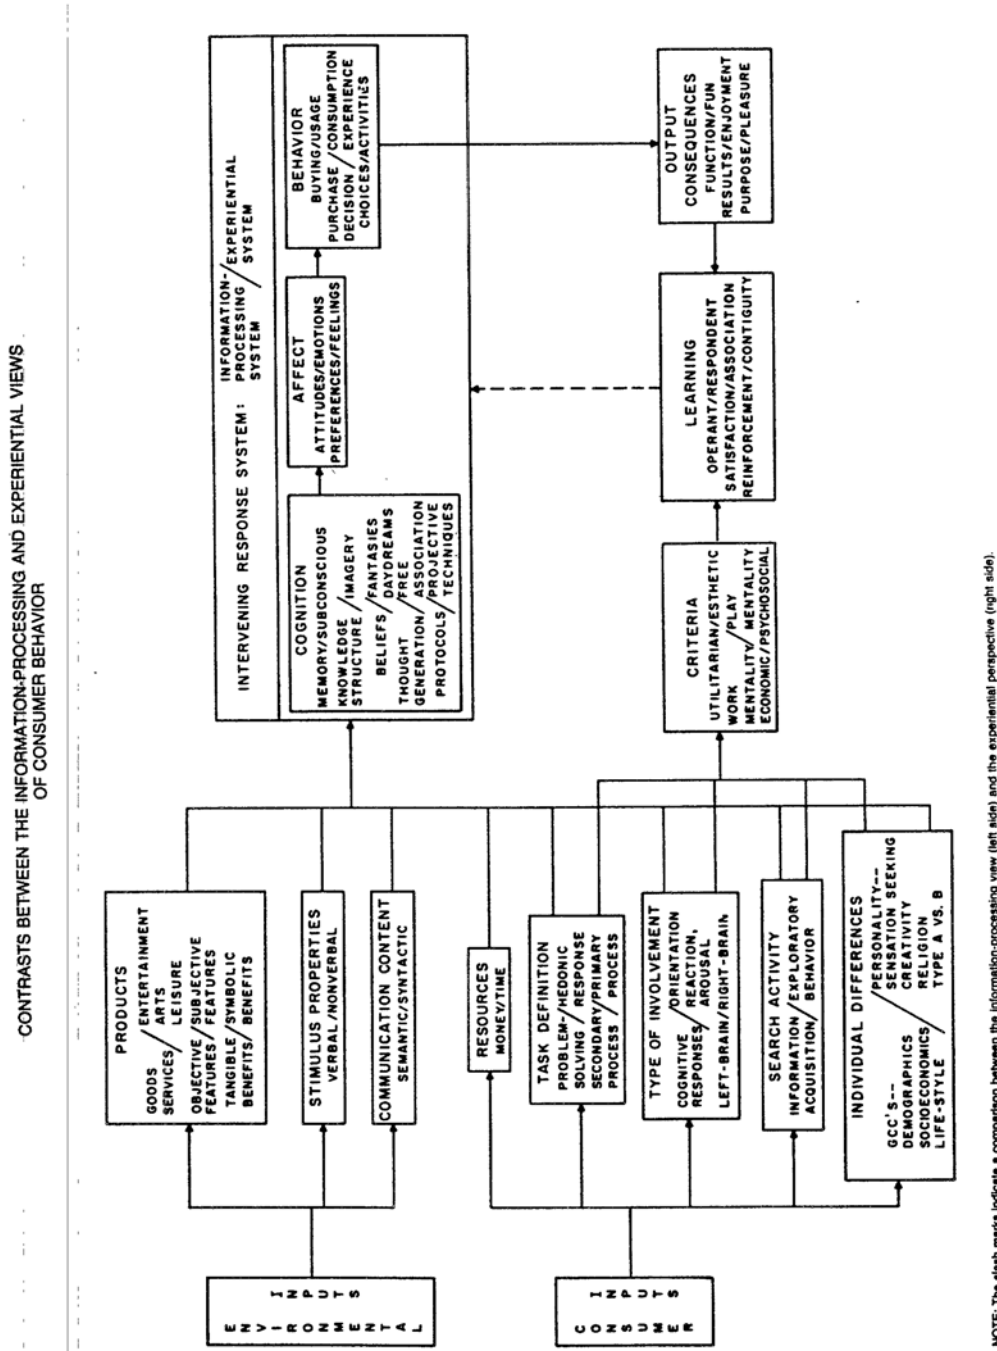 CONTRASTS BETWEEN THE INFORMATION-PROCESSING AND EXPERIENTIAL VIEWS
OF CONSUMER BEHAVIOR
ENVIRONMENTAL
INPUTS
PRODUCTS
GOODS /ENTERTAINMENT
SERVICES/ ARTS
LEISURE
OBJECTIVE/SUBJECTIVE
FEATURES/FEATURES
TANGIBLE/SYMBOLIC
BENEFITS/BENEFITS
STIMULUS PROPERTIES
VERBAL/NONVERBAL
COMMUNICATION CONTENT
SEMANTIC/SYNTACTIC
CONSUMER
INPUTS
RESOURCES
MONEY/TIME
TASK DEFINITION
PROBLEM-/HEDONIC
SOLVING/ RESPONSE
SECONDARY/PRIMARY
PROCESS/ PROCESS
TYPE OF INVOLVEMENT
COGNITIVE /ORIENTATION
RESPONSES/ REACTION,
AROUSAL
LEFT-BRAIN/RIGHT-BRAIN
SEARCH ACTIVITY
INFORMATION/EXPLORATORY
ACQUISITION/ BEHAVIOR
INDIVIDUAL DIFFERENCES
GCC'S-- /PERSONALITY--
DEMOGRAPHICS / SENSATION SEEKING
SOCIOECONOMICS/ CREATIVITY
LIFE-STYLE / RELIGION
TYPE A VS. B
INTERVENING RESPONSE SYSTEM: INFORMATION-/EXPERIENTIAL
PROCESSING / SYSTEM
SYSTEM /
COGNITION
MEMORY/SUBCONSCIOUS
KNOWLEDGE /IMAGERY
STRUCTURE/
BELIEFS/FANTASIES
DAYDREAMS
THOUGHT /FREE
GENERATION/ ASSOCIATION
PROTOCOLS/PROJECTIVE
TECHNIQUES
AFFECT
ATTITUDES/EMOTIONS
PREFERENCES/FEELINGS
BEHAVIOR
BUYING/USAGE
PURCHASE /CONSUMPTION
DECISION / EXPERIENCE
CHOICES/ACTIVITIES
CRITERIA
UTILITARIAN/ESTHETIC
WORK /PLAY
MENTALITY/ MENTALITY
ECONOMIC/PSYCHOSOCIAL
LEARNING
OPERANT/RESPONDENT
SATISFACTION/ASSOCIATION
REINFORCEMENT/CONTIGUITY
OUTPUT
CONSEQUENCES
FUNCTION/FUN
RESULTS/ENJOYMENT
PURPOSE/PLEASURE
NOTE: The slash marks indicate a comparison between the information-processing view (left side) and the experiential perspective (right side).